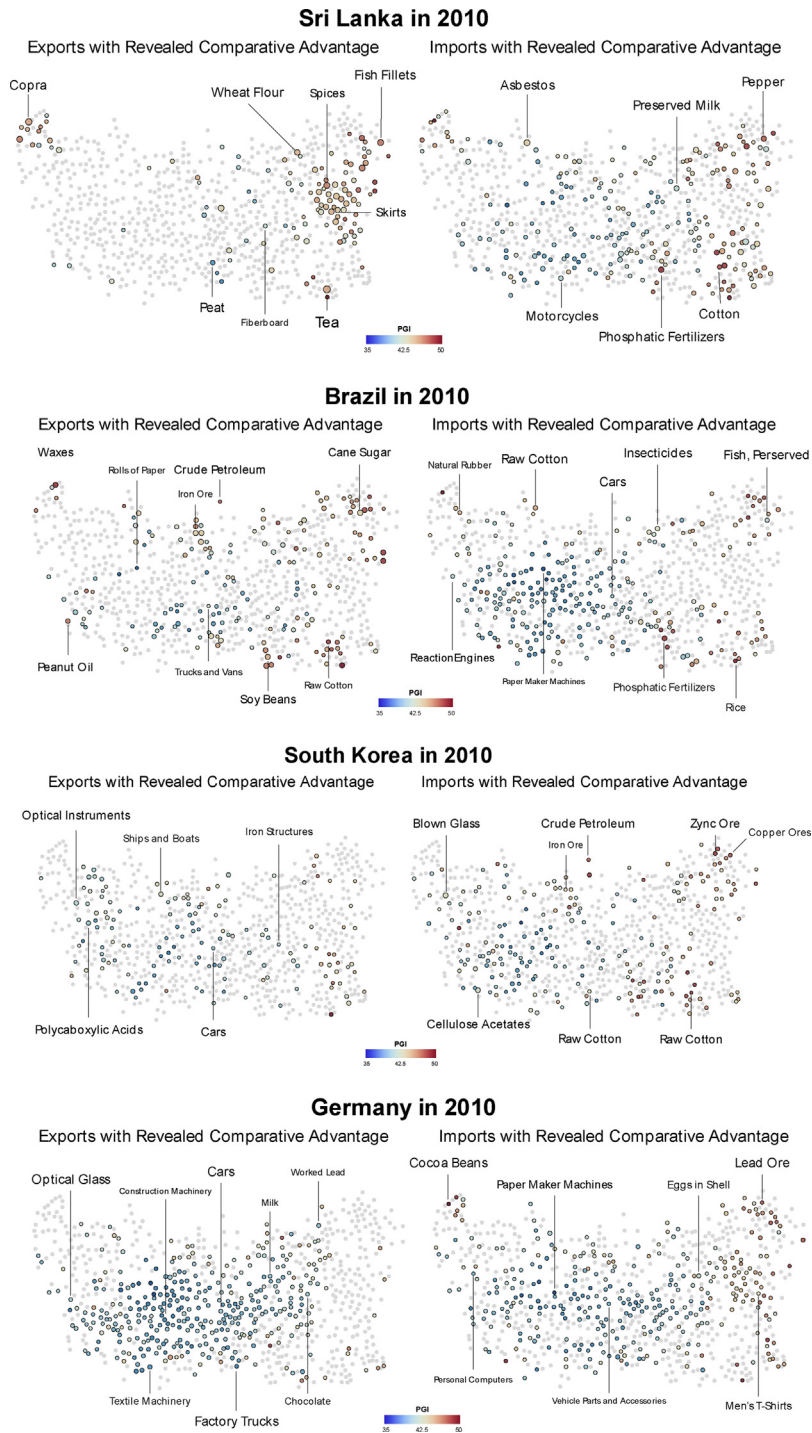 Sri Lanka in 2010
Exports with Revealed Comparative Advantage
Imports with Revealed Comparative Advantage
Copra
Wheat Flour
Spices
Fish Fillets
Skirts
Peat
Fiberboard
Tea
Asbestos
Preserved Milk
Pepper
Motorcycles
Phosphatic Fertilizers
Cotton
PGI
35 42.5 50
Brazil in 2010
Exports with Revealed Comparative Advantage
Imports with Revealed Comparative Advantage
Waxes
Rolls of Paper
Crude Petroleum
Iron Ore
Cane Sugar
Peanut Oil
Trucks and Vans
Soy Beans
Raw Cotton
Natural Rubber
Raw Cotton
Cars
Insecticides
Fish, Perserved
ReactionEngines
Paper Maker Machines
Phosphatic Fertilizers
Rice
PGI
35 42.5 50
South Korea in 2010
Exports with Revealed Comparative Advantage
Imports with Revealed Comparative Advantage
Optical Instruments
Ships and Boats
Iron Structures
Polycaboxylic Acids
Cars
Blown Glass
Crude Petroleum
Iron Ore
Zync Ore
Copper Ores
Cellulose Acetates
Raw Cotton
Raw Cotton
PGI
35 42.5 50
Germany in 2010
Exports with Revealed Comparative Advantage
Imports with Revealed Comparative Advantage
Optical Glass
Construction Machinery
Cars
Milk
Worked Lead
Textile Machinery
Factory Trucks
Chocolate
Cocoa Beans
Paper Maker Machines
Eggs in Shell
Lead Ore
Personal Computers
Vehicle Parts and Accessories
Men's T-Shirts
PGI
35 42.5 50